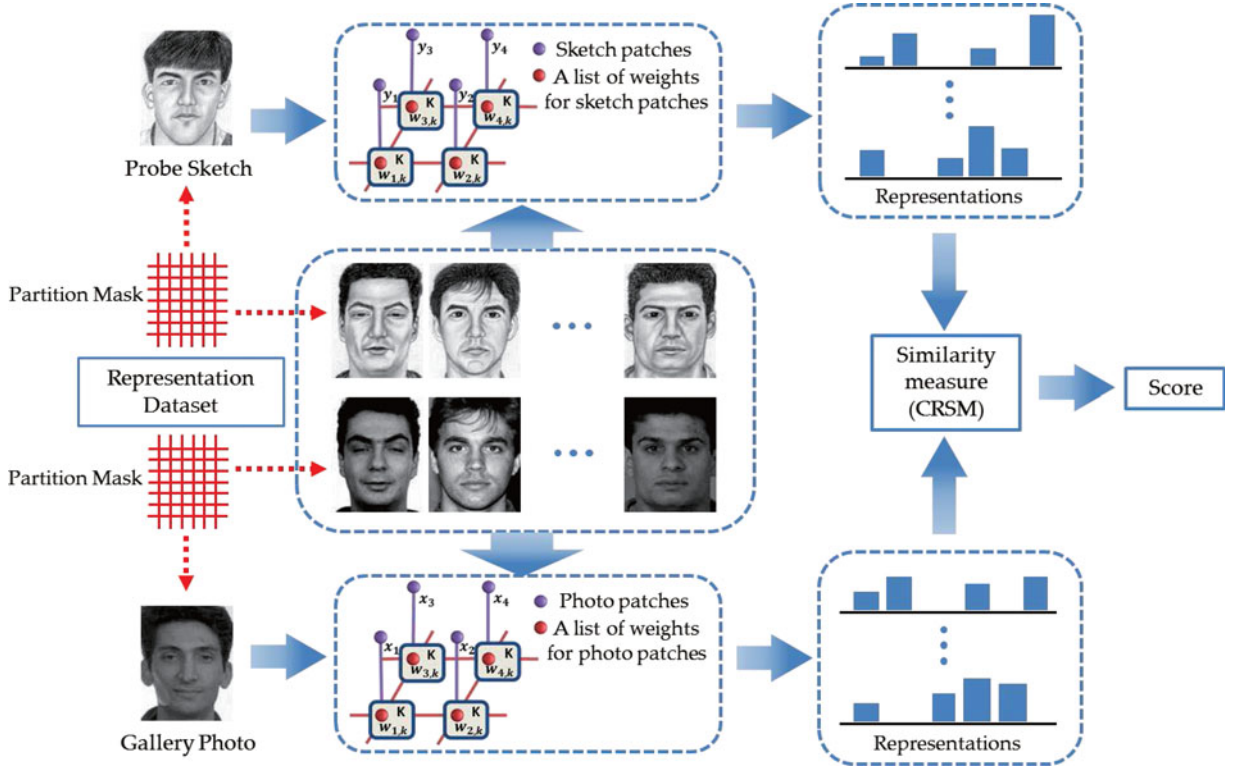 Probe Sketch
y3
y4
y1
y2
K
w3,k
K
w4,k
K
w1,k
K
w2,k
Sketch patches
A list of weights
for sketch patches
Representations
Partition Mask
Representation
Dataset
Partition Mask
Similarity
measure
(CRSM)
Score
Gallery Photo
x3
x4
x1
x2
K
w3,k
K
w4,k
K
w1,k
K
w2,k
Photo patches
A list of weights
for photo patches
Representations